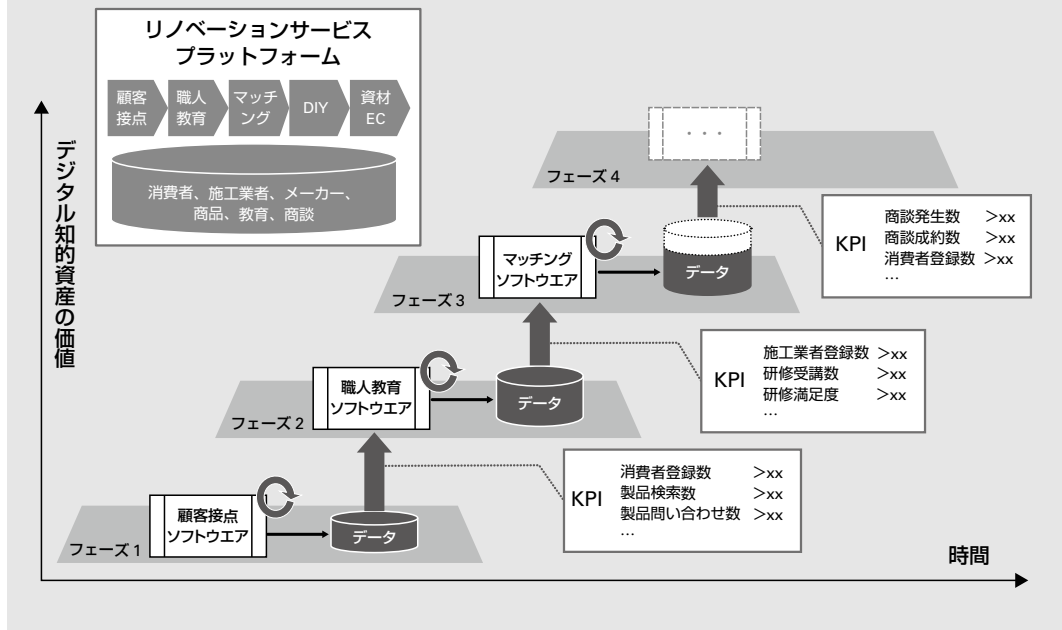 リノベーションサービス
プラットフォーム
顧客
接点
職人
教育
マッチ
ング
DIY
資材
EC
消費者、施工業者、メーカー、
商品、教育、商談
デジタル知的資産の価値
・・・
フェーズ4
KPI
商談発生数 >xx
商談成約数 >xx
消費者登録数 >xx
…
マッチング
ソフトウエア
データ
フェーズ3
KPI
施工業者登録数 >xx
研修受講数 >xx
研修満足度 >xx
…
職人教育
ソフトウエア
データ
フェーズ2
KPI
消費者登録数 >xx
製品検索数 >xx
製品問い合わせ数 >xx
…
顧客接点
ソフトウエア
データ
フェーズ1
時間